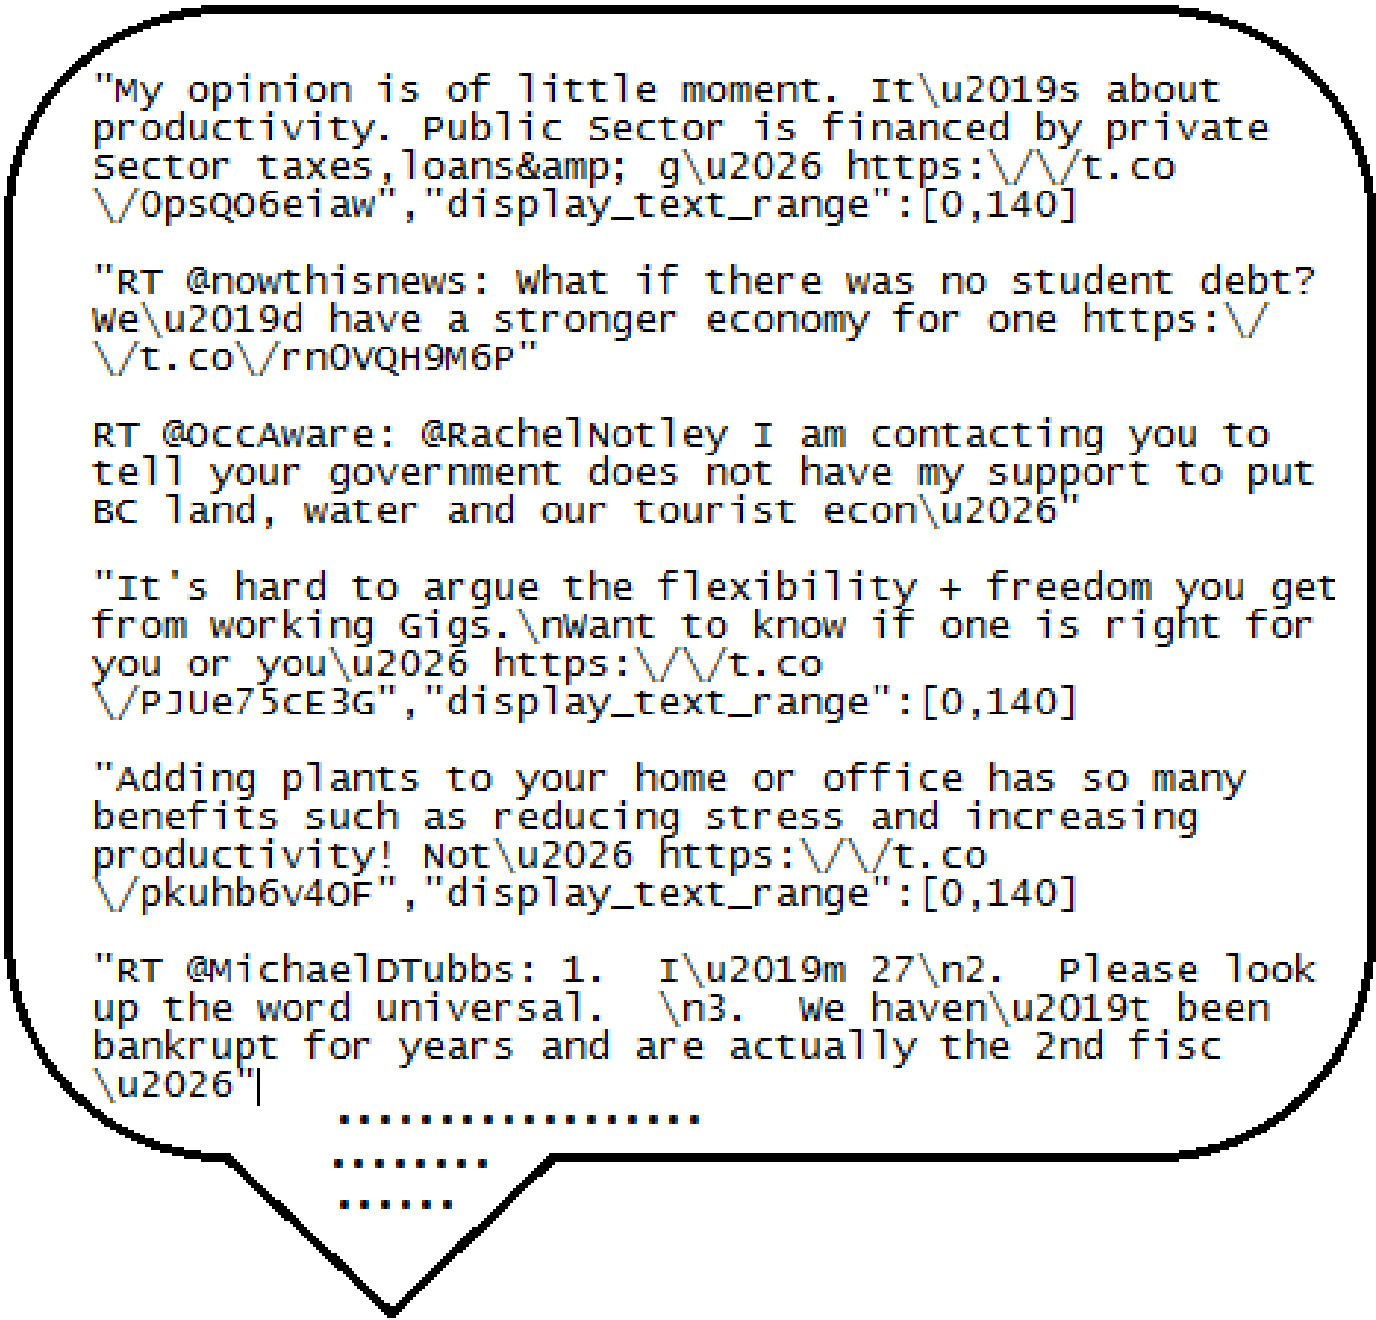 "My opinion is of little moment. It\u2019s about
productivity. Public Sector is financed by private
Sector taxes,loans&amp; g\u2026 https:\/\/t.co
\/OpsQO6eiaw","display_text_range":[0,140]
"RT @nowthisnews: What if there was no student debt?
We\u2019d have a stronger economy for one https:\/
\/t.co\/rnOVQH9M6P"
RT @OccAware: @RachelNotley I am contacting you to
tell your government does not have my support to put
BC land, water and our tourist econ\u2026"
"It's hard to argue the flexibility + freedom you get
from working Gigs.\nWant to know if one is right for
you or you\u2026 https:\/\/t.co
\/PJUe75cE3G","display_text_range":[0,140]
"Adding plants to your home or office has so many
benefits such as reducing stress and increasing
productivity! Not\u2026 https:\/\/t.co
\/pkuhb6v4OF","display_text_range":[0,140]
"RT @MichaelDTubbs: 1.  I\u2019m 27\n2.  Please look
up the word universal.  \n3.  We haven\u2019t been
bankrupt for years and are actually the 2nd fisc
\u2026"
..................
........
......